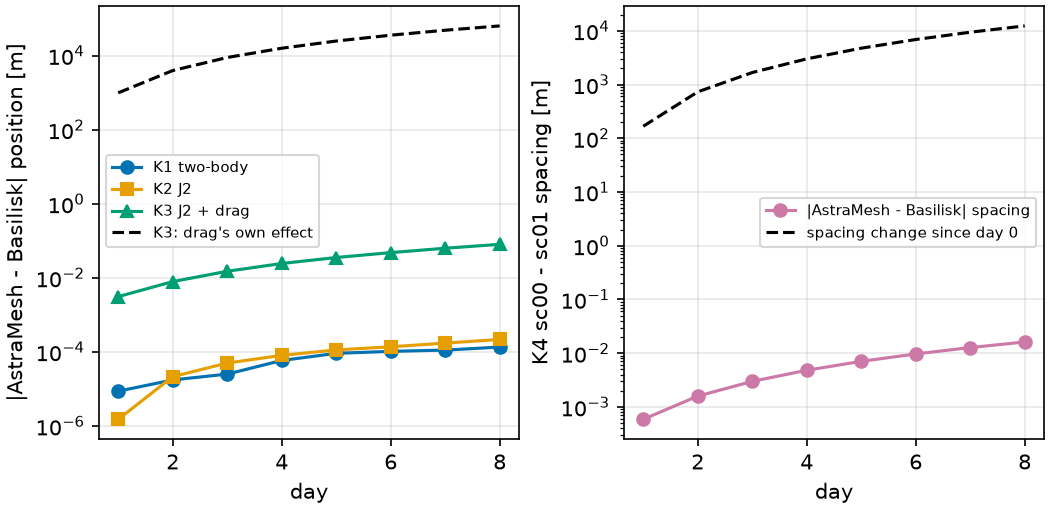 |AstraMesh - Basilisk| position [m]
10^4
10^2
10^0
10^-2
10^-4
10^-6
K1 two-body
K2 J2
K3 J2 + drag
K3: drag's own effect
2
4
6
8
day
K4 sc00 - sc01 spacing [m]
10^4
10^3
10^2
10^1
10^0
10^-1
10^-2
10^-3
|AstraMesh - Basilisk| spacing
spacing change since day 0
2
4
6
8
day